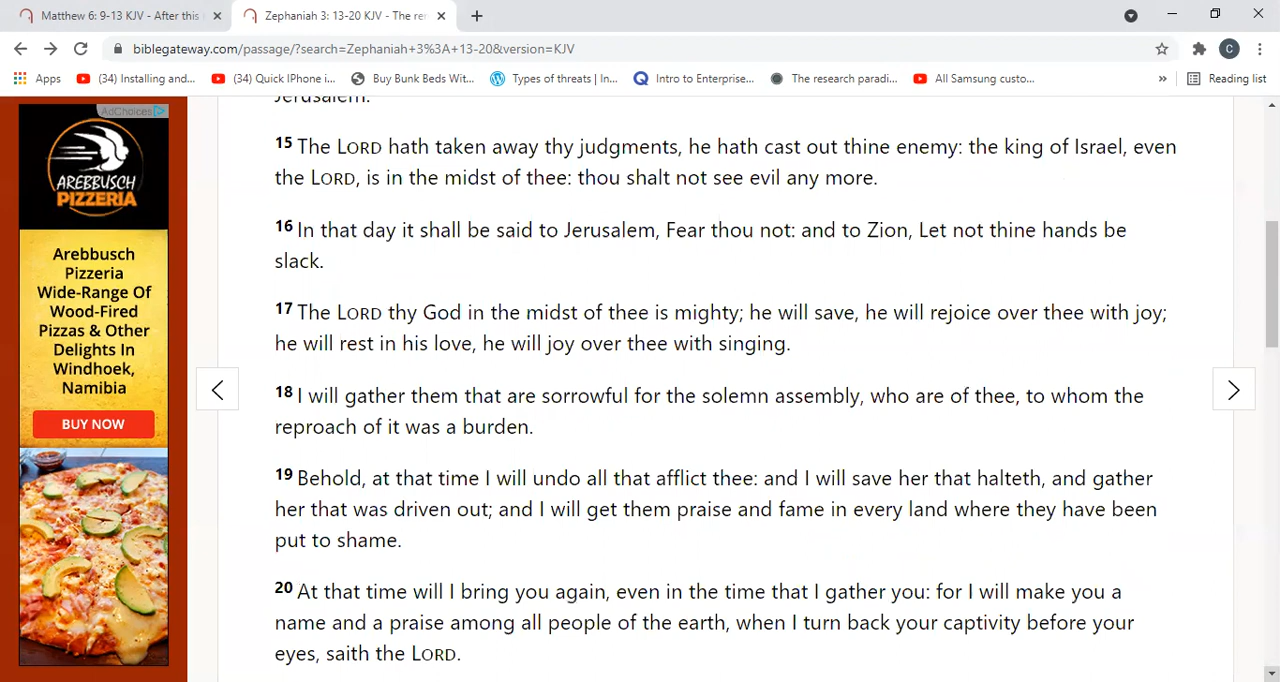 Matthew 6: 9-13 KJV - After this
Zephaniah 3: 13-20 KJV - The re
biblegateway.com/passage/?search=Zephaniah+3%3A+13-20&version=KJV
C
Apps
(34) Installing and...
(34) Quick IPhone i...
Buy Bunk Beds Wit...
Types of threats | In...
Intro to Enterprise...
The research paradi...
All Samsung custo...
»
Reading list
AdChoices
AREBBUSCH
PIZZERIA
Arebbusch
Pizzeria
Wide-Range Of
Wood-Fired
Pizzas & Other
Delights In
Windhoek,
Namibia
BUY NOW
Jerusalem.
15 The LORD hath taken away thy judgments, he hath cast out thine enemy: the king of Israel, even
the LORD, is in the midst of thee: thou shalt not see evil any more.
16 In that day it shall be said to Jerusalem, Fear thou not: and to Zion, Let not thine hands be
slack.
17 The LORD thy God in the midst of thee is mighty; he will save, he will rejoice over thee with joy;
he will rest in his love, he will joy over thee with singing.
18 I will gather them that are sorrowful for the solemn assembly, who are of thee, to whom the
reproach of it was a burden.
19 Behold, at that time I will undo all that afflict thee: and I will save her that halteth, and gather
her that was driven out; and I will get them praise and fame in every land where they have been
put to shame.
20 At that time will I bring you again, even in the time that I gather you: for I will make you a
name and a praise among all people of the earth, when I turn back your captivity before your
eyes, saith the LORD.